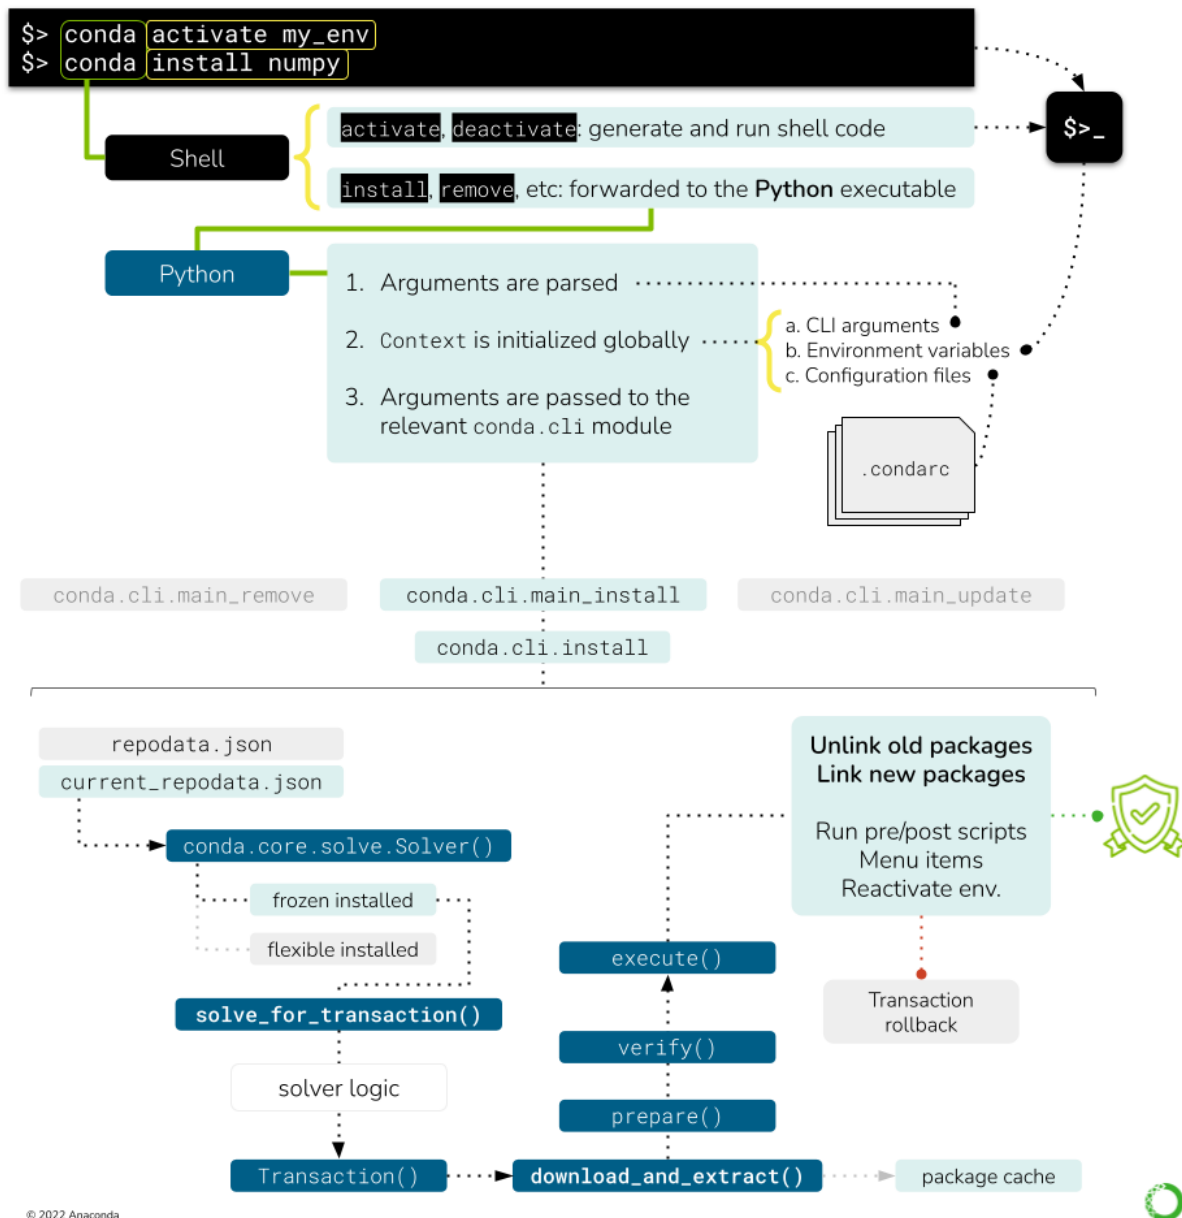 $> conda activate my_env
$> conda install numpy
$>_
Shell
activate, deactivate: generate and run shell code
install, remove, etc: forwarded to the Python executable
Python
1. Arguments are parsed
2. Context is initialized globally
3. Arguments are passed to the
relevant conda.cli module
a. CLI arguments
b. Environment variables
c. Configuration files
.condarc
conda.cli.main_remove
conda.cli.main_install
conda.cli.main_update
conda.cli.install
repodata.json
current_repodata.json
conda.core.solve.Solver()
frozen installed
flexible installed
solve_for_transaction()
solver logic
Transaction()
download_and_extract()
package cache
prepare()
verify()
execute()
Unlink old packages
Link new packages
Run pre/post scripts
Menu items
Reactivate env.
Transaction
rollback
© 2022 Anaconda